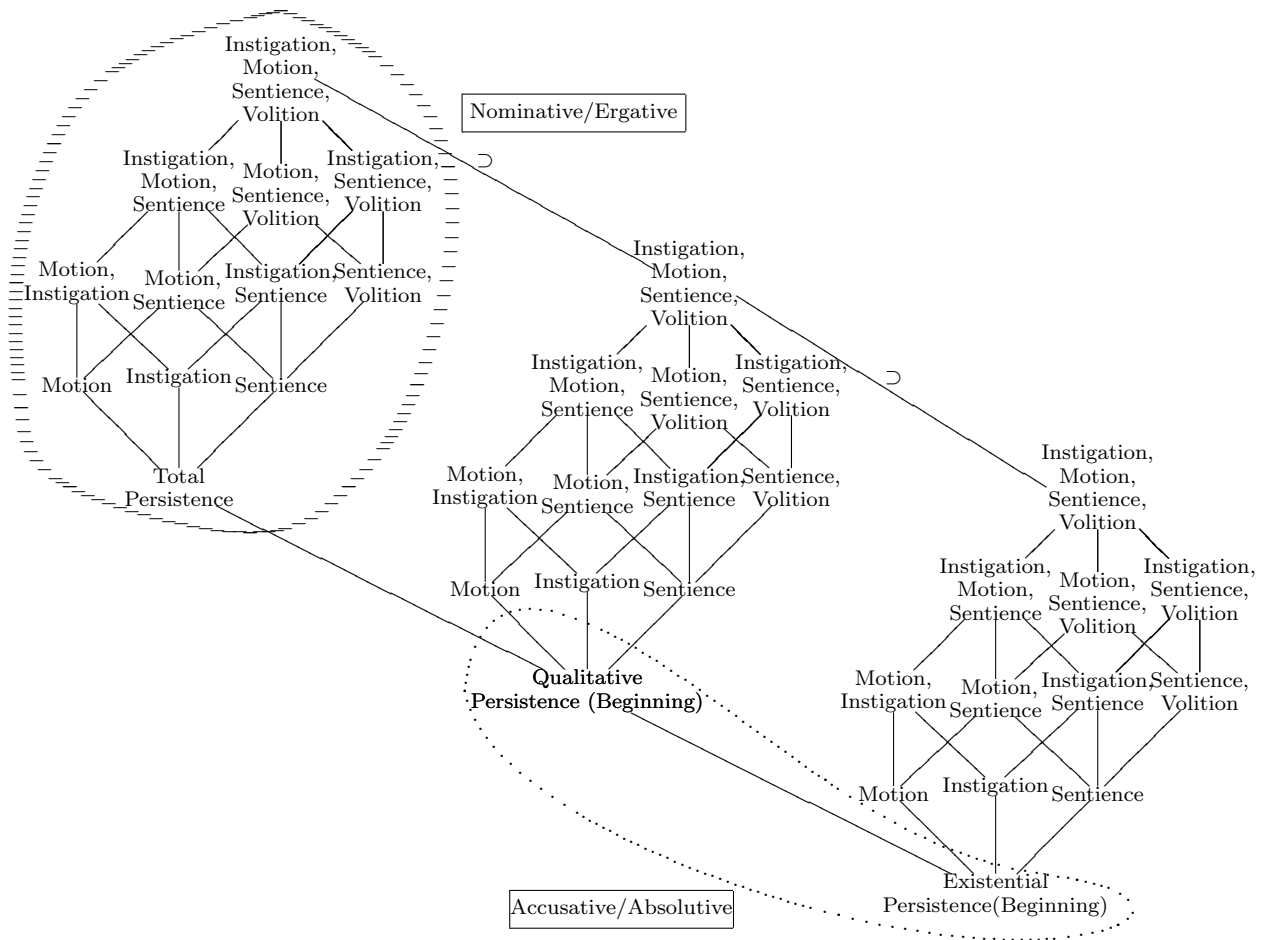 Instigation,
Motion,
Sentience,
Volition
Nominative/Ergative
Instigation,
Motion,
Sentience
Motion,
Sentience,
Volition
Instigation,
Sentience,
Volition
⊃
Motion,
Instigation
Motion,
Sentience
Instigation,
Sentience
Sentience,
Volition
Motion
Instigation
Sentience
Total
Persistence
Instigation,
Motion,
Sentience,
Volition
Instigation,
Motion,
Sentience
Motion,
Sentience,
Volition
Instigation,
Sentience,
Volition
⊃
Motion,
Instigation
Motion,
Sentience
Instigation,
Sentience
Sentience,
Volition
Motion
Instigation
Sentience
Qualitative
Persistence (Beginning)
Instigation,
Motion,
Sentience,
Volition
Instigation,
Motion,
Sentience
Motion,
Sentience,
Volition
Instigation,
Sentience,
Volition
Motion,
Instigation
Motion,
Sentience
Instigation,
Sentience
Sentience,
Volition
Motion
Instigation
Sentience
Existential
Persistence(Beginning)
Accusative/Absolutive